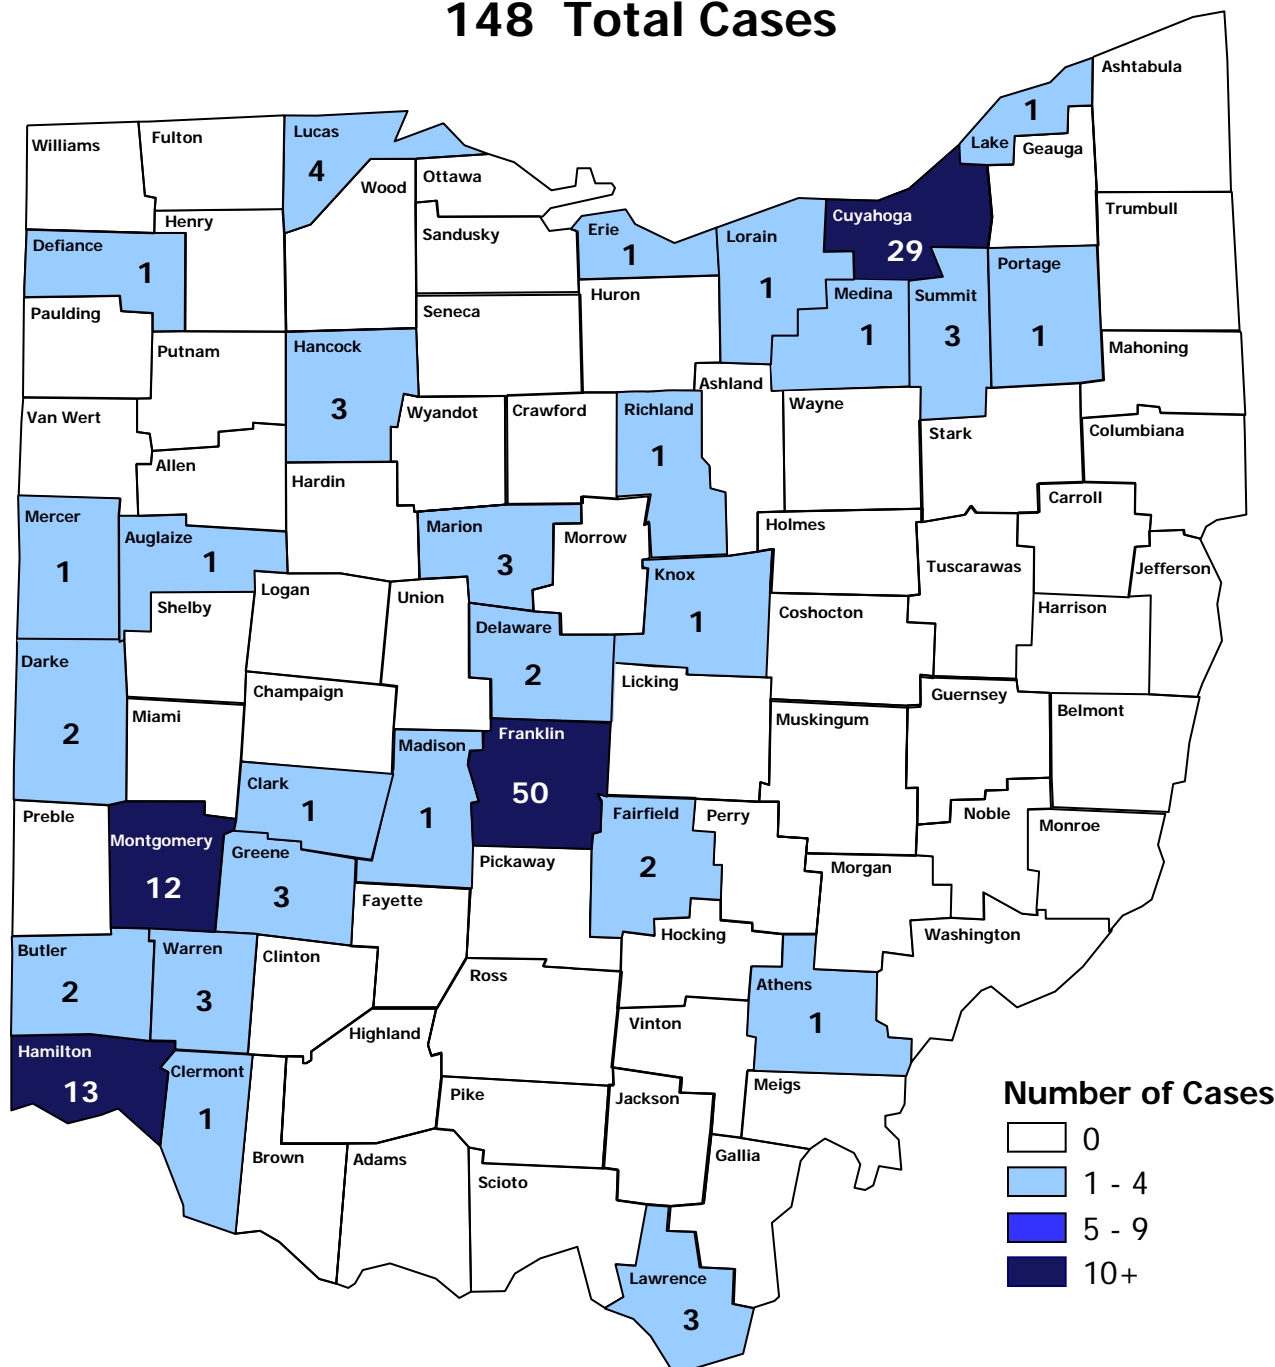 148 Total Cases
Ashtabula
Lake
1
Geauga
Williams
Fulton
Lucas
4
Wood
Ottawa
Henry
Sandusky
Erie
1
Lorain
1
Cuyahoga
29
Trumbull
Defiance
1
Paulding
Putnam
Hancock
3
Seneca
Huron
Medina
1
Summit
3
Portage
1
Mahoning
Van Wert
Allen
Wyandot
Crawford
Richland
1
Ashland
Wayne
Stark
Columbiana
Hardin
Mercer
1
Auglaize
1
Marion
3
Morrow
Holmes
Carroll
Tuscarawas
Jefferson
Logan
Union
Knox
1
Shelby
Coshocton
Harrison
Darke
2
Delaware
2
Licking
Champaign
Miami
Muskingum
Guernsey
Belmont
Madison
1
Franklin
50
Clark
1
Fairfield
2
Perry
Noble
Monroe
Preble
Montgomery
12
Greene
3
Pickaway
Morgan
Fayette
Hocking
Washington
Butler
2
Warren
3
Clinton
Ross
Athens
1
Highland
Vinton
Hamilton
13
Clermont
1
Pike
Jackson
Meigs
Brown
Adams
Scioto
Gallia
Lawrence
3
Number of Cases
0
1 - 4
5 - 9
10+